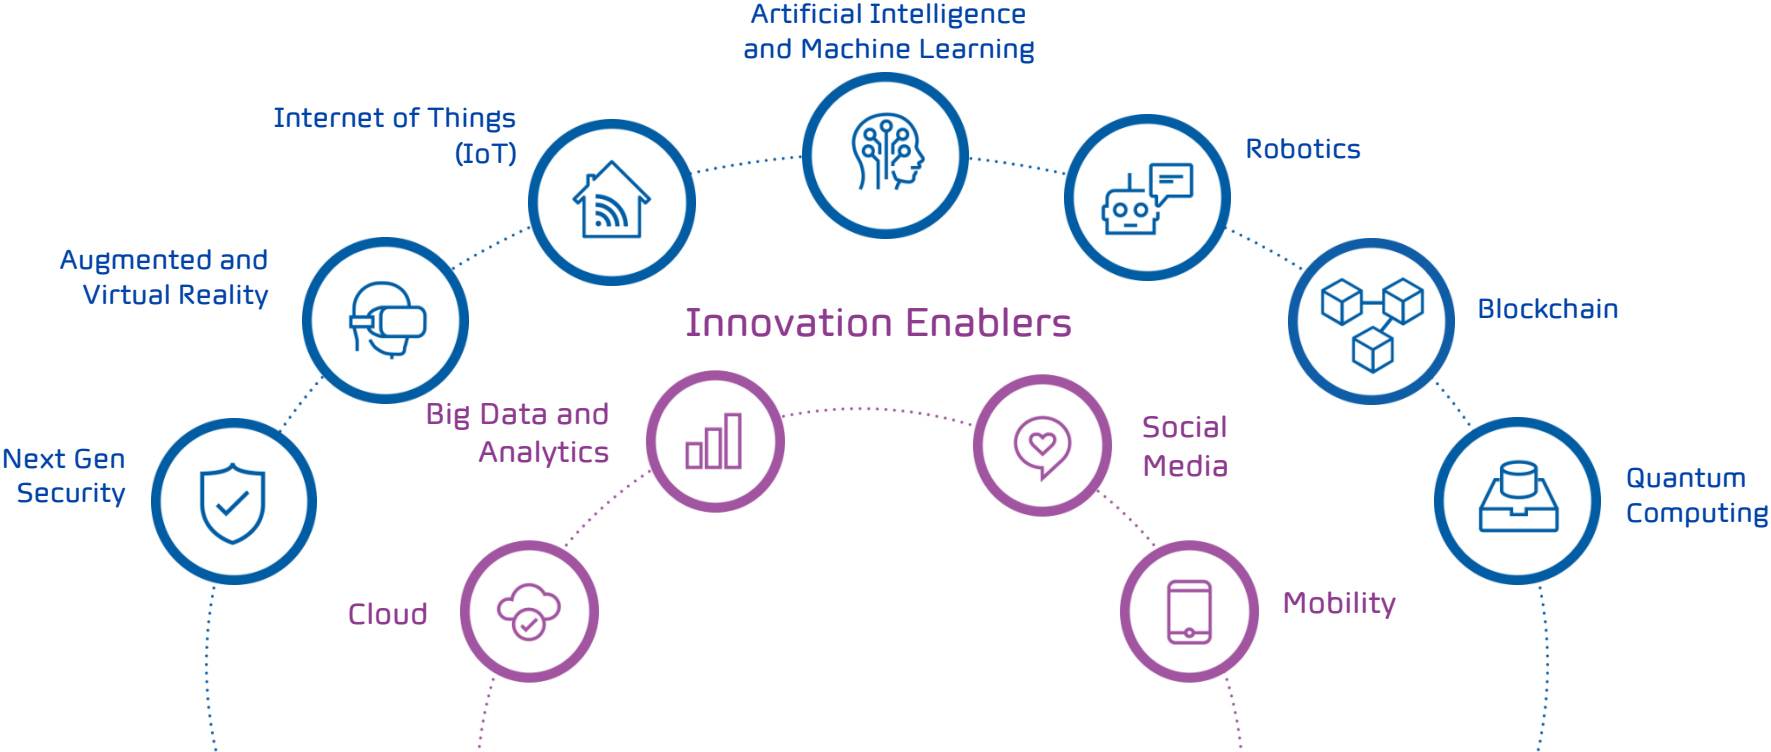 Artificial Intelligence
and Machine Learning
Internet of Things
(IoT)
Robotics
Augmented and
Virtual Reality
Blockchain
Next Gen
Security
Quantum
Computing
Innovation Enablers
Big Data and
Analytics
Social
Media
Cloud
Mobility